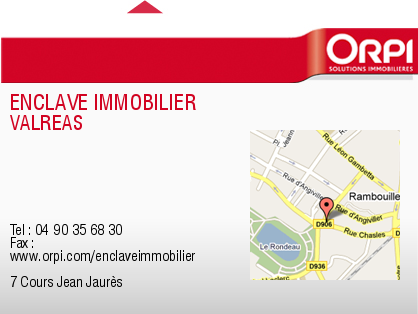 ORPI
SOLUTIONS IMMOBILIÈRES
ENCLAVE IMMOBILIER
VALREAS
Tel : 04 90 35 68 30
Fax :
www.orpi.com/enclaveimmobilier
7 Cours Jean Jaurès
Rue Léon Gambetta
Rue d'Angiviller
Rambouille
Rue d'Angiviller
D906
Rue Chasles
Le Rondeau
D936